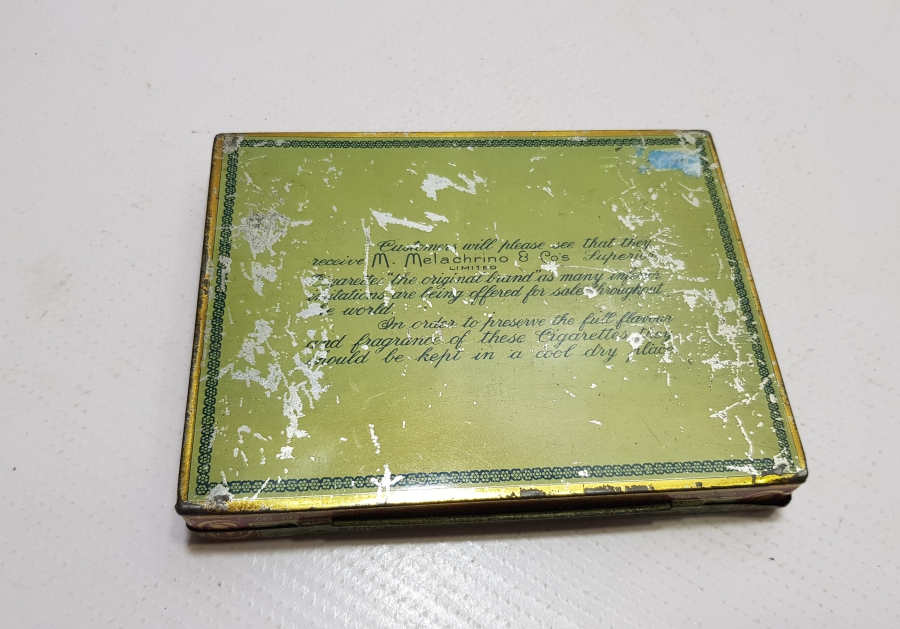 Customers will please see that they
receive M. Melachrino & Co's Superior
LIMITED
Cigarettes "the original brand" as many inferior
imitations are being offered for sale throughout
the world.
In order to preserve the full flavour
and fragrance of these Cigarettes they
should be kept in a cool dry place